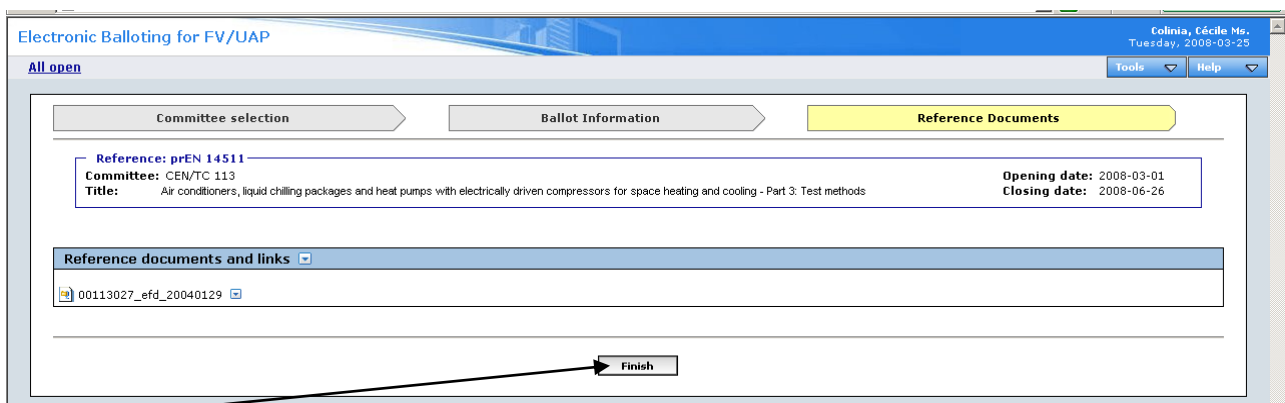 Electronic Balloting for FV/UAP
Colinia, Cécile Ms.
Tuesday, 2008-03-25
All open
Tools Help
Committee selection Ballot Information Reference Documents
Reference: prEN 14511
Committee: CEN/TC 113 Opening date: 2008-03-01
Title: Air conditioners, liquid chilling packages and heat pumps with electrically driven compressors for space heating and cooling - Part 3: Test methods Closing date: 2008-06-26
Reference documents and links
00113027_efd_20040129
Finish